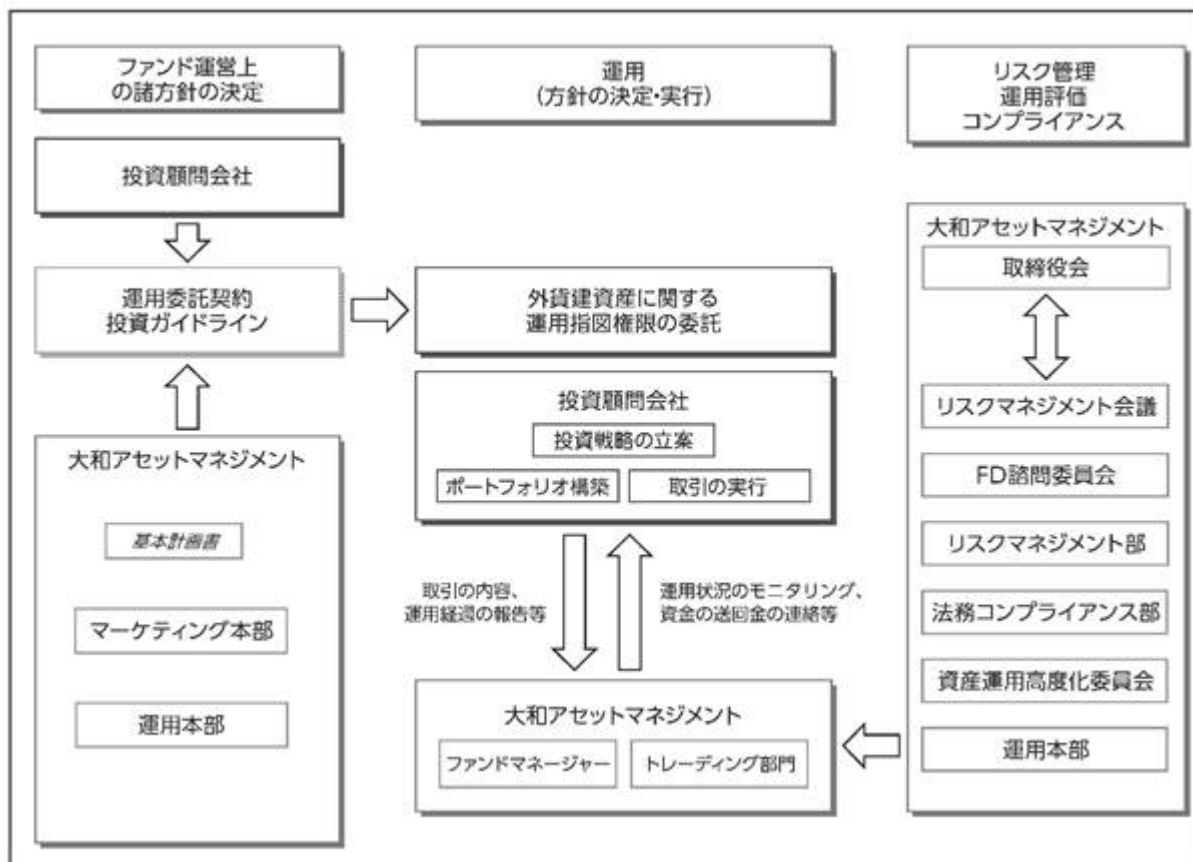 ファンド運営上
の諸方針の決定
投資顧問会社
運用委託契約
投資ガイドライン
大和アセットマネジメント
基本計画書
マーケティング本部
運用本部
運用
(方針の決定・実行)
外貨建資産に関する
運用指図権限の委託
投資顧問会社
投資戦略の立案
ポートフォリオ構築
取引の実行
取引の内容、
運用経過の報告等
運用状況のモニタリング、
資金の送回金の連絡等
大和アセットマネジメント
ファンドマネージャー
トレーディング部門
リスク管理
運用評価
コンプライアンス
大和アセットマネジメント
取締役会
リスクマネジメント会議
FD諮問委員会
リスクマネジメント部
法務コンプライアンス部
資産運用高度化委員会
運用本部